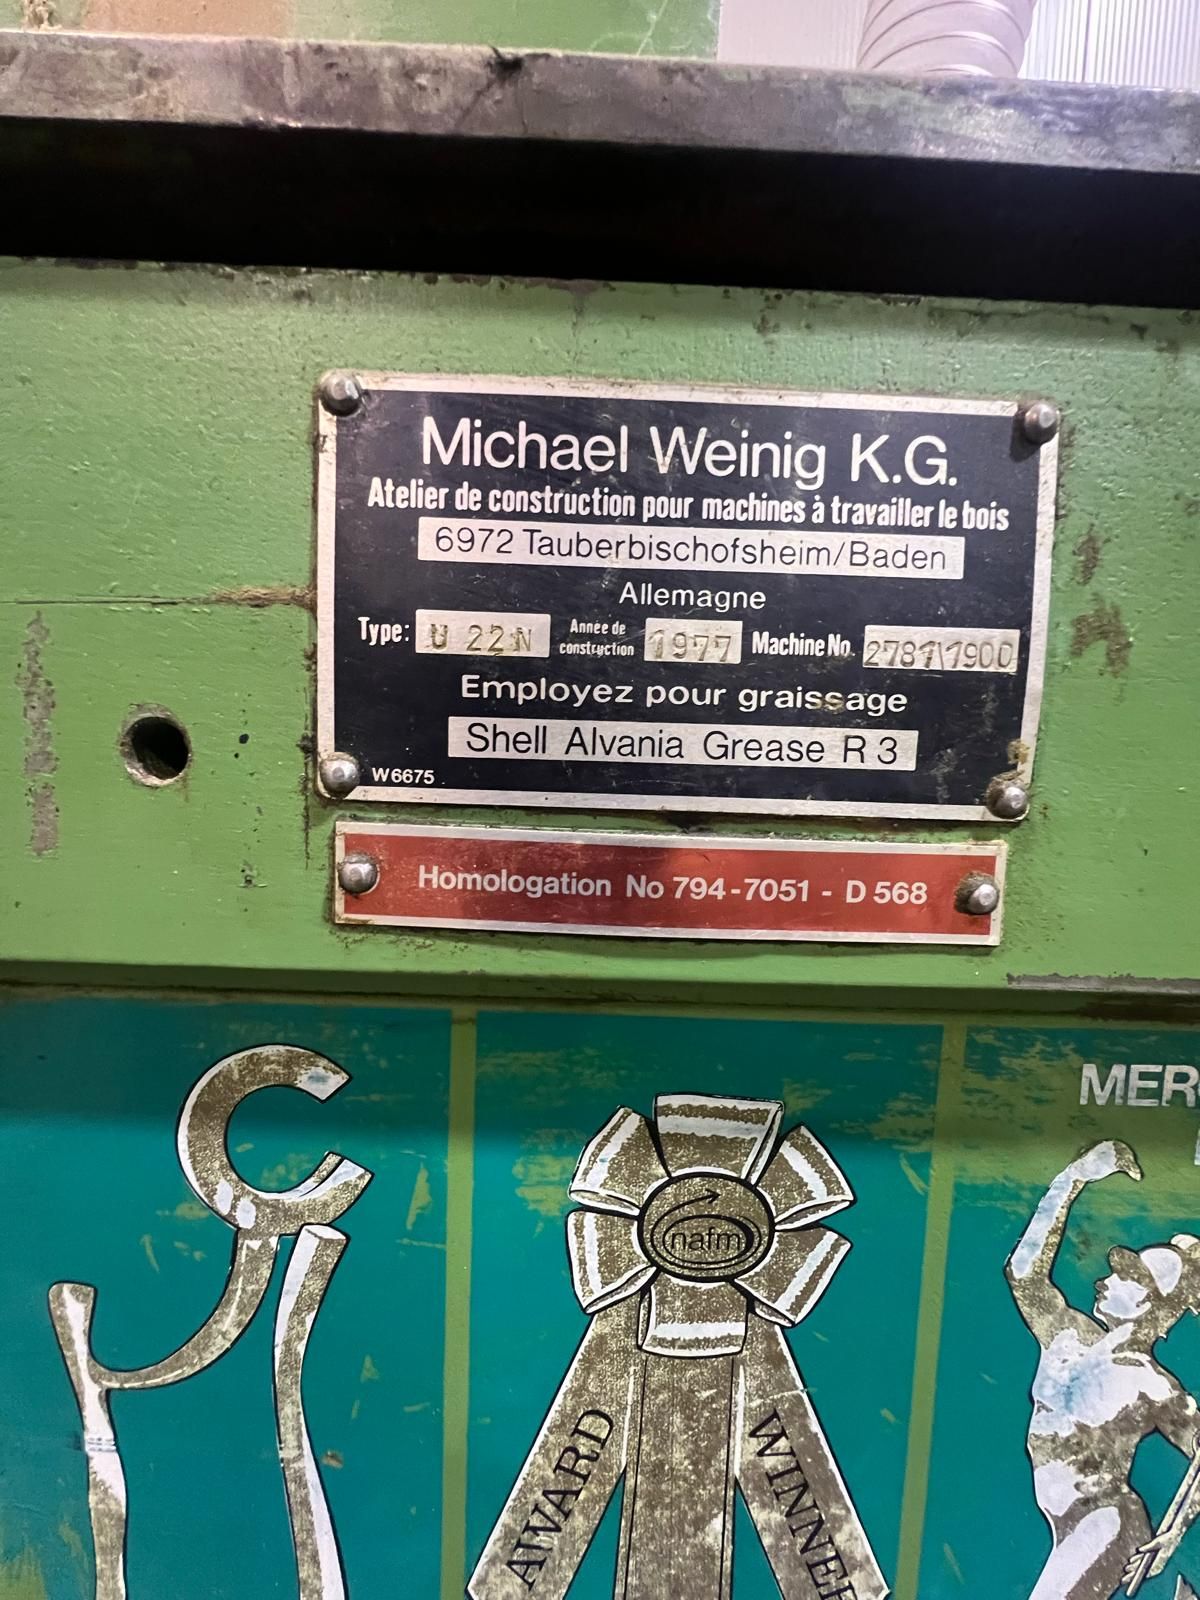 Michael Weinig K.G.
Atelier de construction pour machines à travailler le bois
6972 Tauberbischofsheim/Baden
Allemagne
Type: U 22 N Année de construction 1977 Machine No. 2781\1900
Employez pour graissage
Shell Alvania Grease R 3
W6675
Homologation No 794-7051 - D 568
MER
nafm
AWARD
WINNER